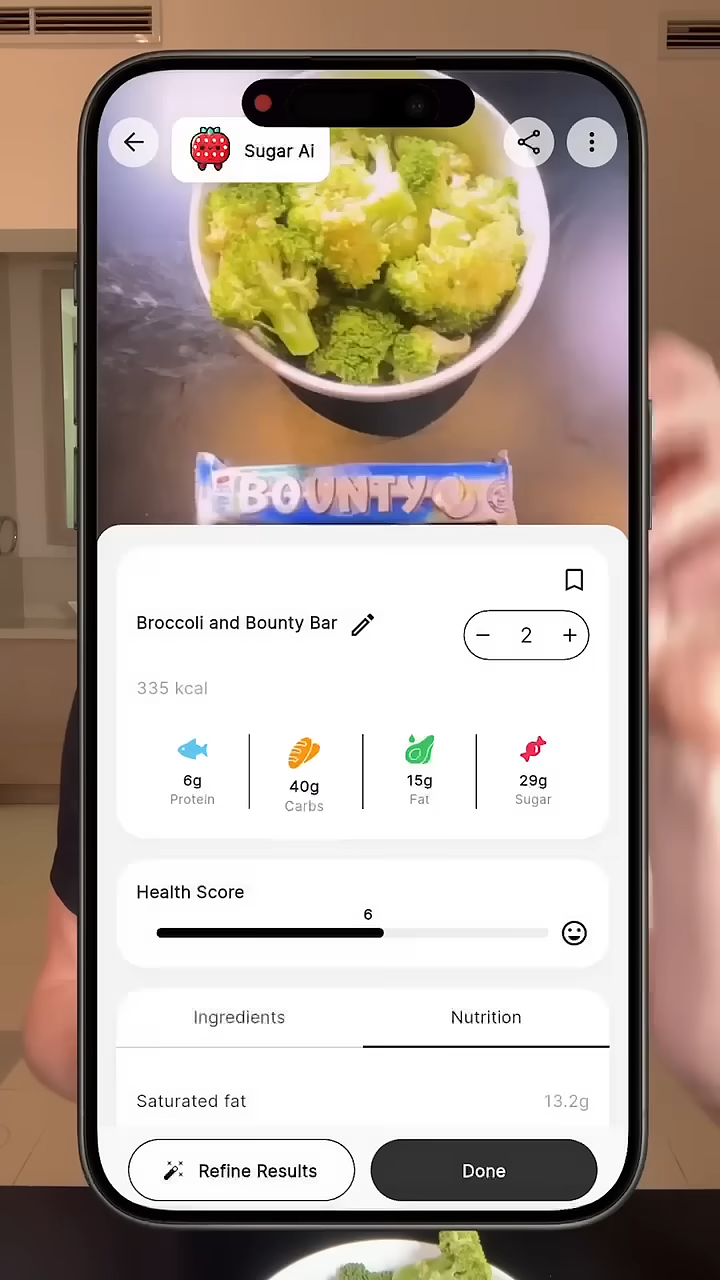 Sugar Ai
BOUNTY
Broccoli and Bounty Bar
2
335 kcal
6g
Protein
40g
Carbs
15g
Fat
29g
Sugar
Health Score
6
Ingredients
Nutrition
Saturated fat
13.2g
Refine Results
Done